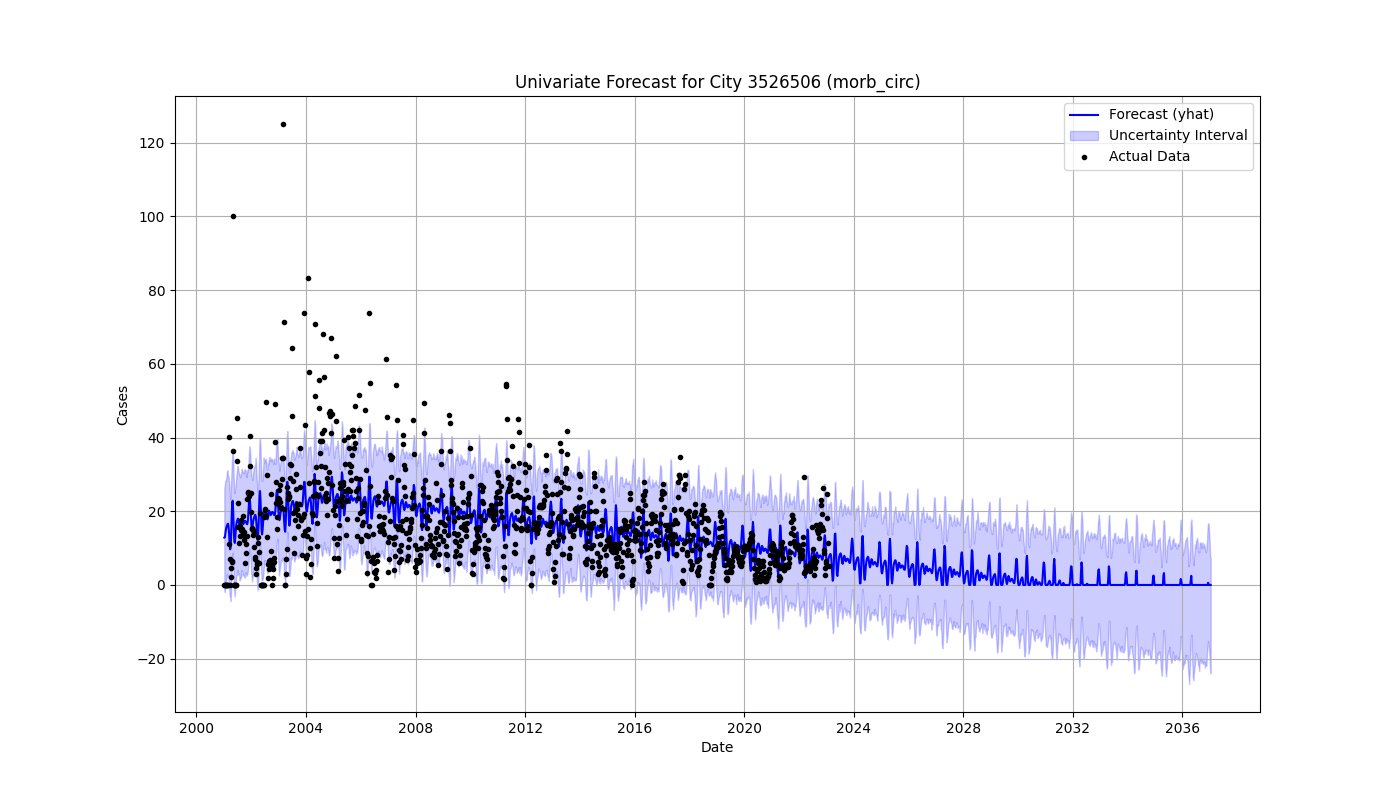 Univariate Forecast for City 3526506 (morb_circ)
Forecast (yhat)
Uncertainty Interval
Actual Data
Cases
120
100
80
60
40
20
0
−20
2000 2004 2008 2012 2016 2020 2024 2028 2032 2036
Date